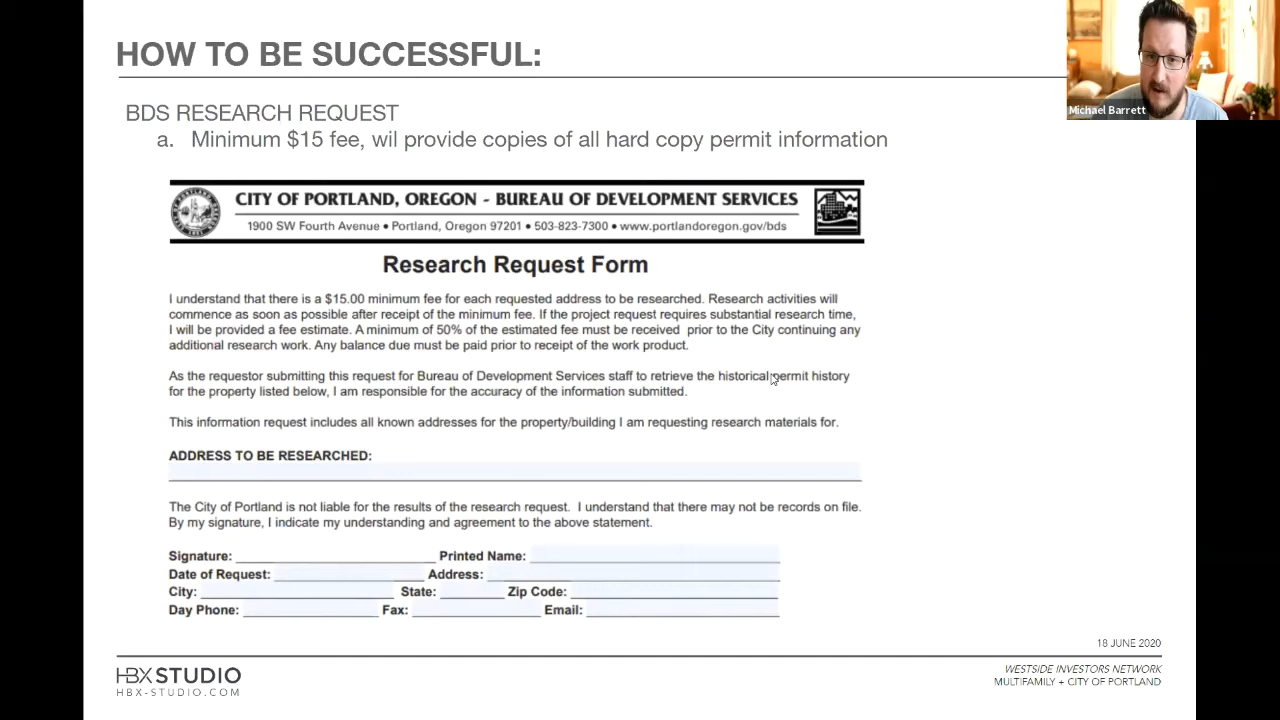 HOW TO BE SUCCESSFUL:
Michael Barrett
BDS RESEARCH REQUEST
a. Minimum $15 fee, wil provide copies of all hard copy permit information
CITY OF PORTLAND, OREGON - BUREAU OF DEVELOPMENT SERVICES
1900 SW Fourth Avenue • Portland, Oregon 97201 • 503-823-7300 • www.portlandoregon.gov/bds
Research Request Form
I understand that there is a $15.00 minimum fee for each requested address to be researched. Research activities will
commence as soon as possible after receipt of the minimum fee. If the project request requires substantial research time,
I will be provided a fee estimate. A minimum of 50% of the estimated fee must be received prior to the City continuing any
additional research work. Any balance due must be paid prior to receipt of the work product.
As the requestor submitting this request for Bureau of Development Services staff to retrieve the historical permit history
for the property listed below, I am responsible for the accuracy of the information submitted.
This information request includes all known addresses for the property/building I am requesting research materials for.
ADDRESS TO BE RESEARCHED:
The City of Portland is not liable for the results of the research request. I understand that there may not be records on file.
By my signature, I indicate my understanding and agreement to the above statement.
Signature: Printed Name:
Date of Request: Address:
City: State: Zip Code:
Day Phone: Fax: Email:
18 JUNE 2020
HBX STUDIO
HBX-STUDIO.COM
WESTSIDE INVESTORS NETWORK
MULTIFAMILY + CITY OF PORTLAND